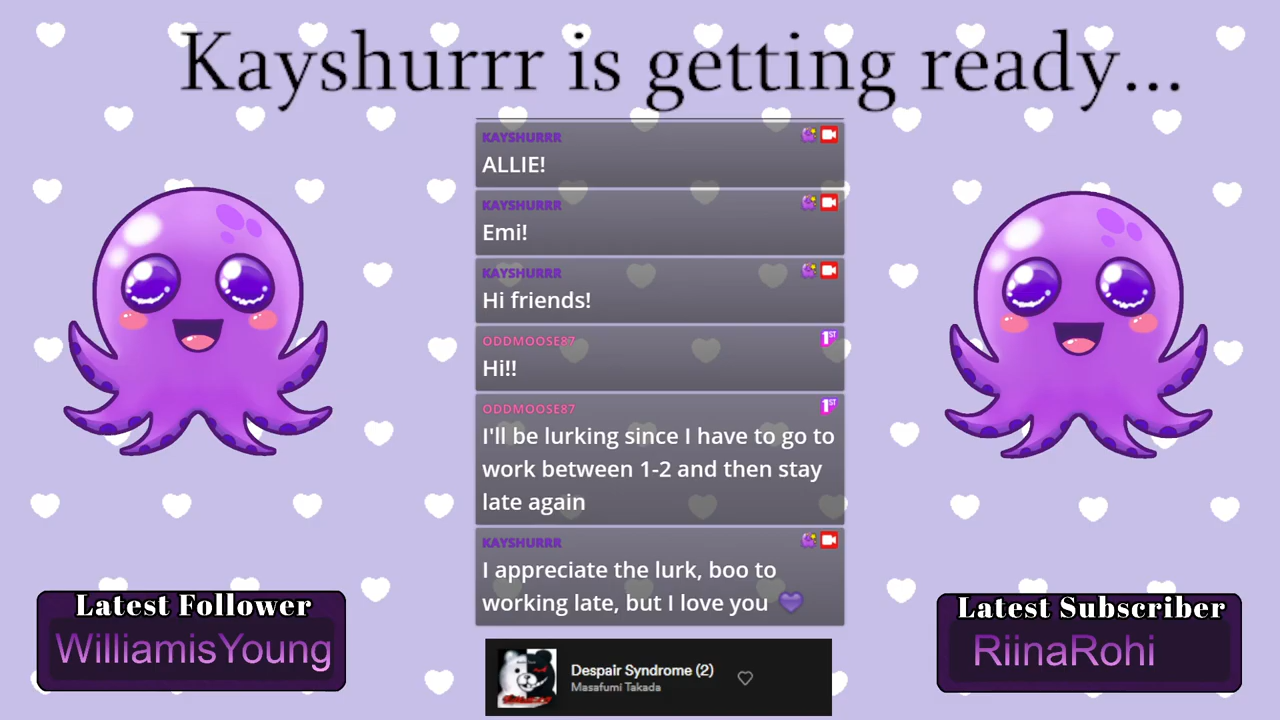 Kayshurrr is getting ready...
KAYSHURRR
ALLIE!
KAYSHURRR
Emi!
KAYSHURRR
Hi friends!
ODDMOOSE87
1ST
Hi!!
ODDMOOSE87
1ST
I'll be lurking since I have to go to
work between 1-2 and then stay
late again
KAYSHURRR
I appreciate the lurk, boo to
working late, but I love you
Latest Follower
WilliamisYoung
Latest Subscriber
RiinaRohi
Despair Syndrome (2)
Masafumi Takada